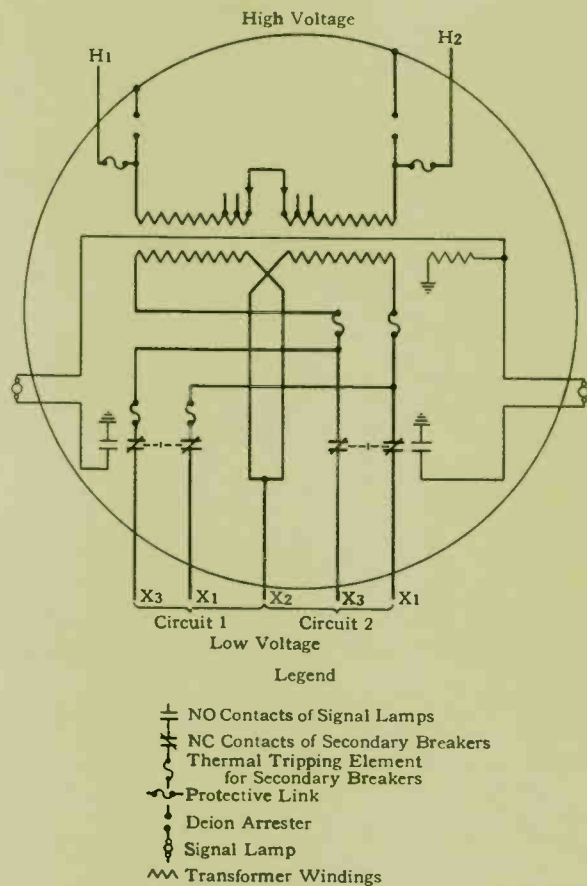 High Voltage
H1
H2
X3
X1
X2
X3
X1
Circuit 1
Circuit 2
Low Voltage
Legend
NO Contacts of Signal Lamps
NC Contacts of Secondary Breakers
Thermal Tripping Element
for Secondary Breakers
Protective Link
Deion Arrester
Signal Lamp
Transformer Windings